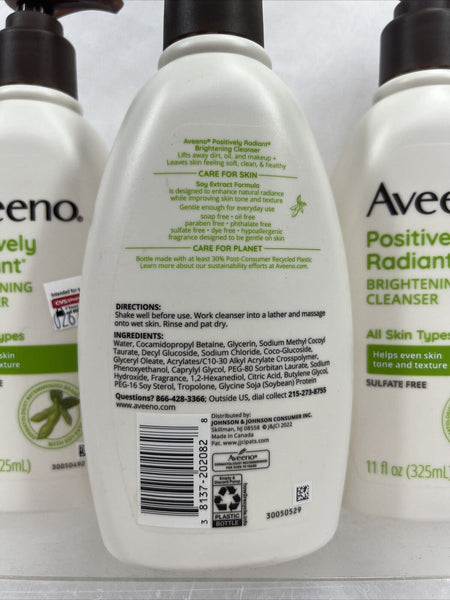 Aveeno® Positively Radiant®
Brightening Cleanser
Lifts away dirt, oil, and makeup •
Leaves skin feeling soft, clean, & healthy
CARE FOR SKIN
Soy Extract Formula
is designed to enhance natural radiance
while improving skin tone and texture
Gentle enough for everyday use
soap free • oil free
paraben free • phthalate free
sulfate free • dye free • hypoallergenic
fragrance designed to be gentle on skin
CARE FOR PLANET
Bottle made with at least 30% Post-Consumer Recycled Plastic
Learn more about our sustainability efforts at Aveeno.com.
DIRECTIONS:
Shake well before use. Work cleanser into a lather and massage
onto wet skin. Rinse and pat dry.
INGREDIENTS:
Water, Cocamidopropyl Betaine, Glycerin, Sodium Methyl Cocoyl
Taurate, Decyl Glucoside, Sodium Chloride, Coco-Glucoside,
Glyceryl Oleate, Acrylates/C10-30 Alkyl Acrylate Crosspolymer,
Phenoxyethanol, Caprylyl Glycol, PEG-80 Sorbitan Laurate, Sodium
Hydroxide, Fragrance, 1,2-Hexanediol, Citric Acid, Butylene Glycol,
PEG-16 Soy Sterol, Tropolone, Glycine Soja (Soybean) Protein
Questions? 866-428-3366; Outside US, dial collect 215-273-8755
Aveeno.com
Distributed by:
JOHNSON & JOHNSON CONSUMER INC.
Skillman, NJ 08558 © J&JCI 2022
Made in Canada
Pat. www.jjcipats.com
Aveeno®
PLASTIC
BOTTLE
how2recycle.info
3 8137-202082 8
30050529
eeno.
ively
ant®
ENING
ER
ypes
skin
xture
25mL)
30050492
Aveeno
Positive
Radiant
BRIGHTENING
CLEANSER
All Skin Types
Helps even skin
tone and texture
SULFATE FREE
11 fl oz (325mL)